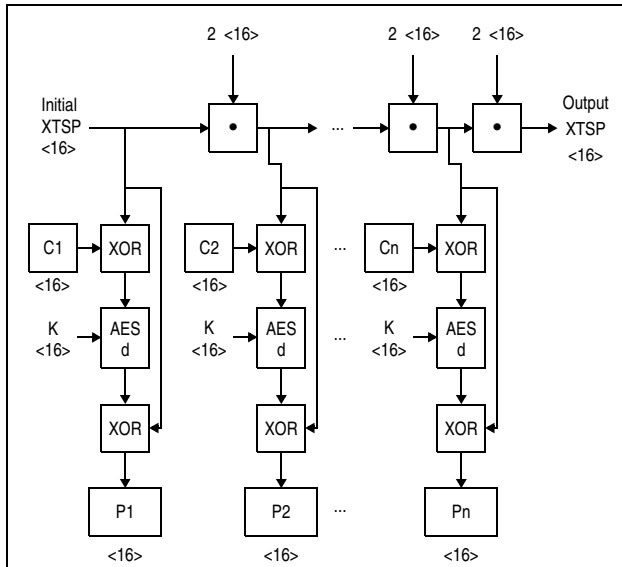 2 <16> 2 <16> 2 <16>
Initial XTSP <16>
• ... • •
Output XTSP <16>
C1 XOR C2 XOR ... Cn XOR
<16> <16> <16>
K <16> AES d K <16> AES d ... K <16> AES d
XOR XOR XOR
P1 P2 ... Pn
<16> <16> <16>